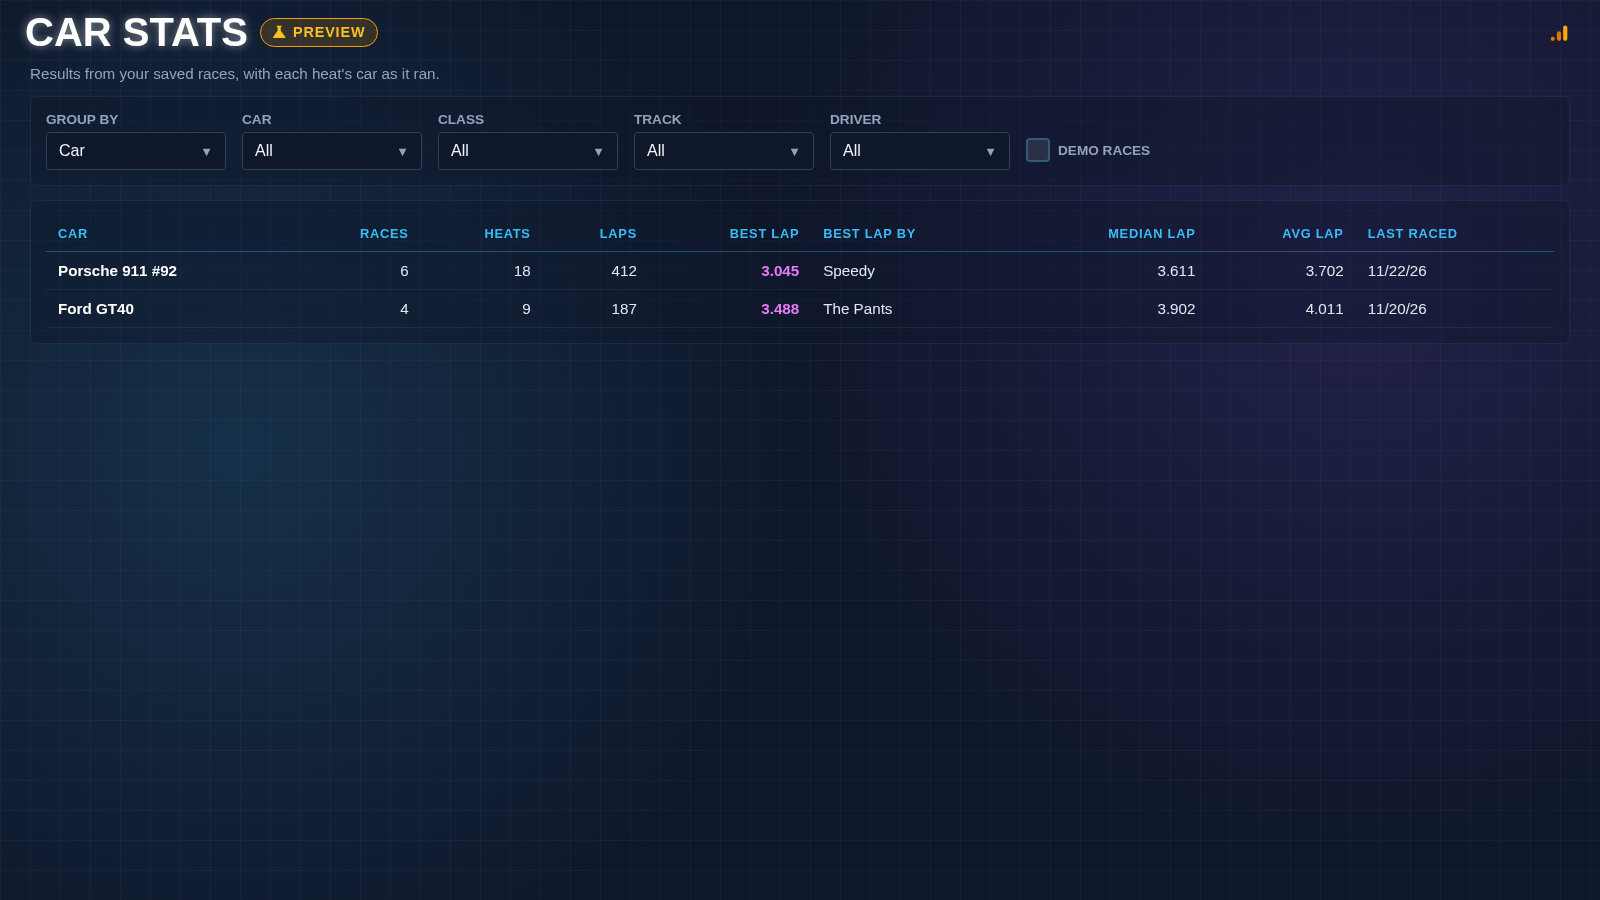 CAR STATS PREVIEW
Results from your saved races, with each heat's car as it ran.
GROUP BY CAR CLASS TRACK DRIVER
Car ▼ All ▼ All ▼ All ▼ All ▼ DEMO RACES
CAR RACES HEATS LAPS BEST LAP BEST LAP BY MEDIAN LAP AVG LAP LAST RACED
Porsche 911 #92 6 18 412 3.045 Speedy 3.611 3.702 11/22/26
Ford GT40 4 9 187 3.488 The Pants 3.902 4.011 11/20/26